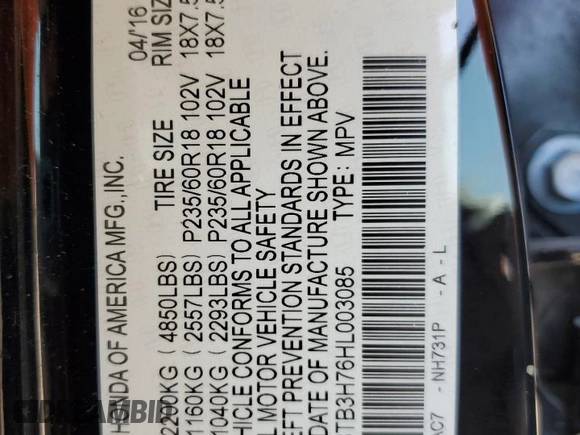 HONDA OF AMERICA MFG.,INC. 04/'16
TIRE SIZE RIM SIZE
2200KG ( 4850LBS)
1160KG ( 2557LBS) P235/60R18 102V 18X7.5
1040KG ( 2293LBS) P235/60R18 102V 18X7.5
HICLE CONFORMS TO ALL APPLICABLE
L MOTOR VEHICLE SAFETY
EFT PREVENTION STANDARDS IN EFFECT
DATE OF MANUFACTURE SHOWN ABOVE.
TB3H76HL003085 TYPE: MPV
AC7 - NH731P - A - L
EPICVIN